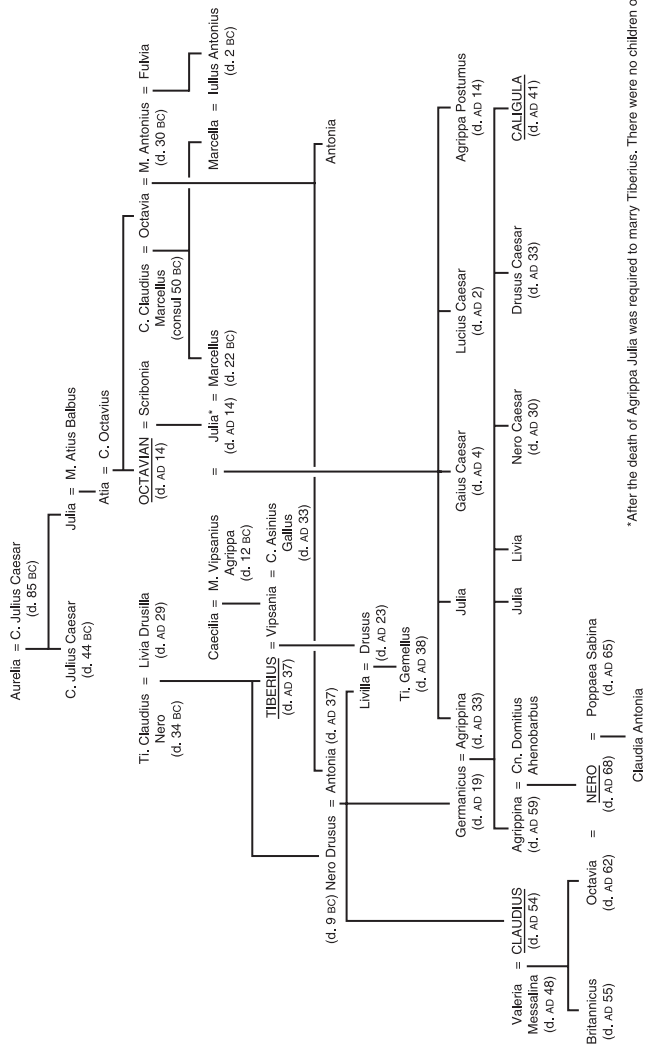 Aurelia = C. Julius Caesar
(d. 85 BC)
C. Julius Caesar
(d. 44 BC)
Julia = M. Atius Balbus
Atia = C. Octavius
Ti. Claudius = Livia Drusilla
Nero
(d. AD 29)
(d. 34 BC)
OCTAVIAN = Scribonia
(d. AD 14)
C. Claudius = Octavia = M. Antonius = Fulvia
Marcellus
(d. 30 BC)
(consul 50 BC)
Caecilia = M. Vipsanius
Agrippa
(d. 12 BC)
= Julia* = Marcellus
(d. AD 14) (d. 22 BC)
Marcella = Iullus Antonius
(d. 2 BC)
TIBERIUS = Vipsania = C. Asinius
(d. AD 37)
Gallus
(d. AD 33)
(d. 9 BC) Nero Drusus = Antonia (d. AD 37)
Antonia
Livilla = Drusus
(d. AD 23)
Ti. Gemellus
(d. AD 38)
Germanicus = Agrippina
(d. AD 19) (d. AD 33)
Julia
Gaius Caesar
(d. AD 4)
Lucius Caesar
(d. AD 2)
Agrippa Postumus
(d. AD 14)
Valeria = CLAUDIUS
Messalina (d. AD 54)
(d. AD 48)
Agrippina = Cn. Domitius
(d. AD 59) Ahenobarbus
Julia
Livia
Nero Caesar
(d. AD 30)
Drusus Caesar
(d. AD 33)
CALIGULA
(d. AD 41)
Britannicus
(d. AD 55)
Octavia = NERO = Poppaea Sabina
(d. AD 62) (d. AD 68) (d. AD 65)
Claudia Antonia
*After the death of Agrippa Julia was required to marry Tiberius. There were no children